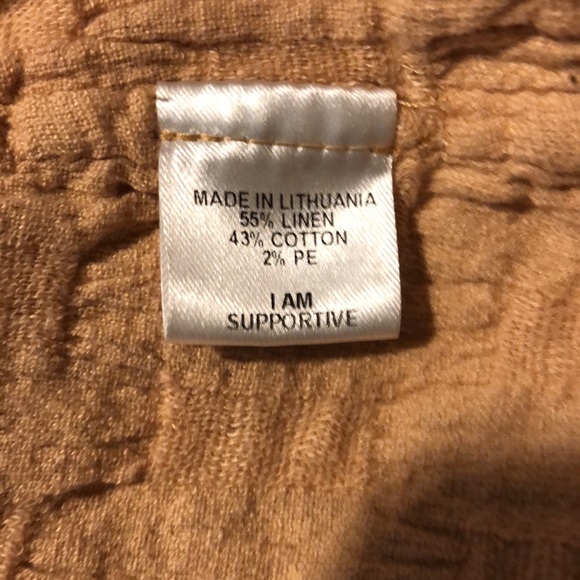 MADE IN LITHUANIA
55% LINEN
43% COTTON
2% PE
I AM
SUPPORTIVE